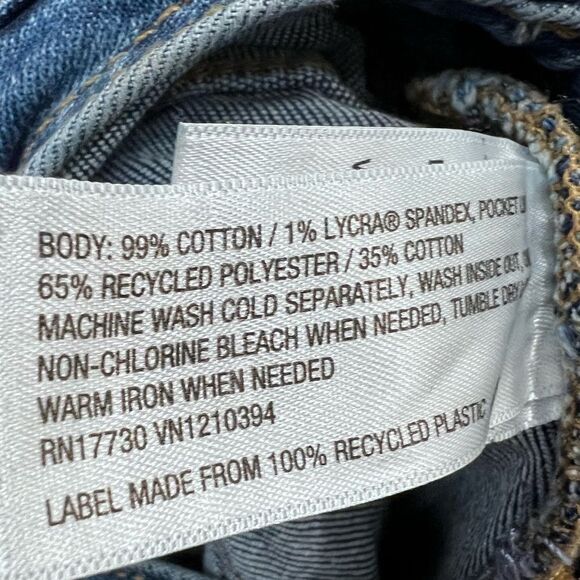 BODY: 99% COTTON / 1% LYCRA® SPANDEX, POCKET
65% RECYCLED POLYESTER / 35% COTTON
MACHINE WASH COLD SEPARATELY, WASH INSIDE OUT,
NON-CHLORINE BLEACH WHEN NEEDED, TUMBLE
WARM IRON WHEN NEEDED
RN17730 VN1210394
LABEL MADE FROM 100% RECYCLED PLASTIC